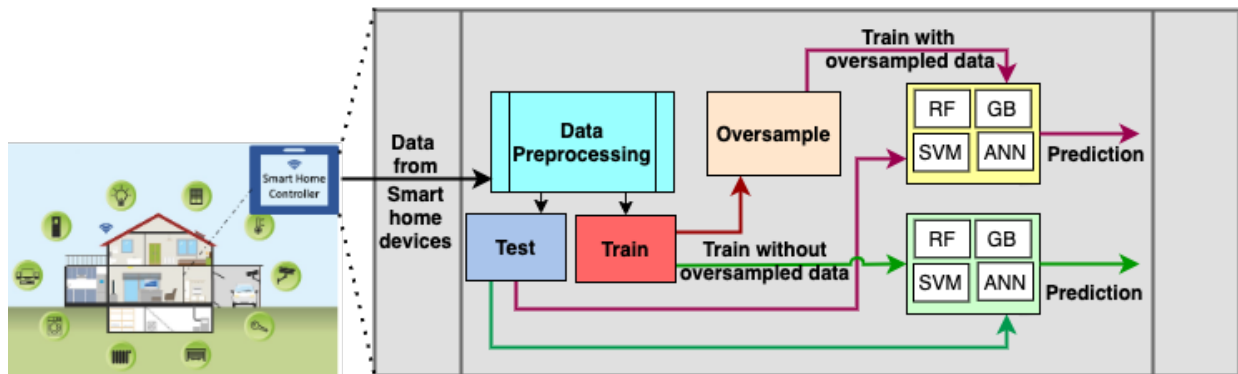 Smart Home
Controller
Data
from
Smart
home
devices
Data
Preprocessing
Test
Train
Oversample
Train with
oversampled data
Train without
oversampled data
RF
GB
SVM
ANN
Prediction
RF
GB
SVM
ANN
Prediction